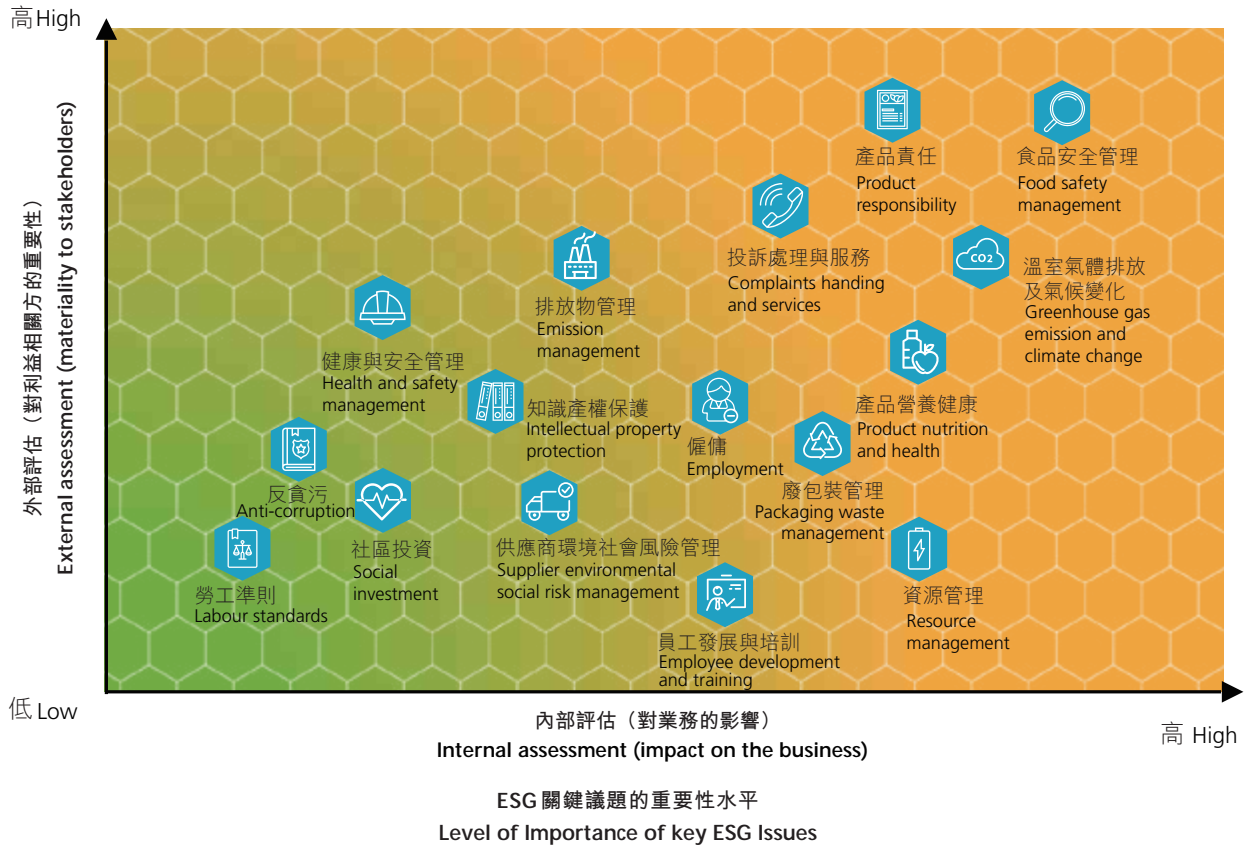 高 High
外部評估（對利益相關方的重要性）
External assessment (materiality to stakeholders)
產品責任
Product
responsibility
食品安全管理
Food safety
management
投訴處理與服務
Complaints handing
and services
CO2
溫室氣體排放
及氣候變化
Greenhouse gas
emission and
climate change
排放物管理
Emission
management
健康與安全管理
Health and safety
management
知識產權保護
Intellectual property
protection
僱傭
Employment
產品營養健康
Product nutrition
and health
反貪污
Anti-corruption
社區投資
Social
investment
供應商環境社會風險管理
Supplier environmental
social risk management
廢包裝管理
Packaging waste
management
勞工準則
Labour standards
員工發展與培訓
Employee development
and training
資源管理
Resource
management
低 Low
內部評估（對業務的影響）
Internal assessment (impact on the business)
高 High
ESG 關鍵議題的重要性水平
Level of Importance of key ESG Issues